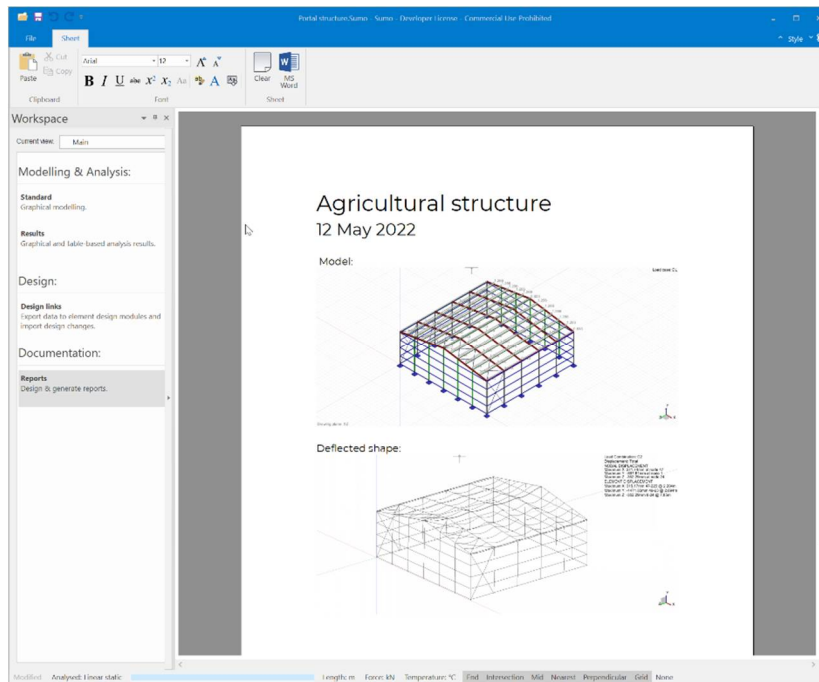 Portal structure.Sumo - Sumo - Developer License - Commercial Use Prohibited
File Sheet
Style
Paste
Cut
Copy
Arial 12
B I U abc X² X₂ Aa A
Clear
MS Word
Clipboard Font Sheet
Workspace
Current view: Main
Modelling & Analysis:
Standard
Graphical modelling.
Results
Graphical and table-based analysis results.
Design:
Design links
Export data to element design modules and
import design changes.
Documentation:
Reports
Design & generate reports.
Agricultural structure
12 May 2022
Model:
Deflected shape:
Modified Analysed: Linear static Length: m Force: kN Temperature: °C End Intersection Mid Nearest Perpendicular Grid None